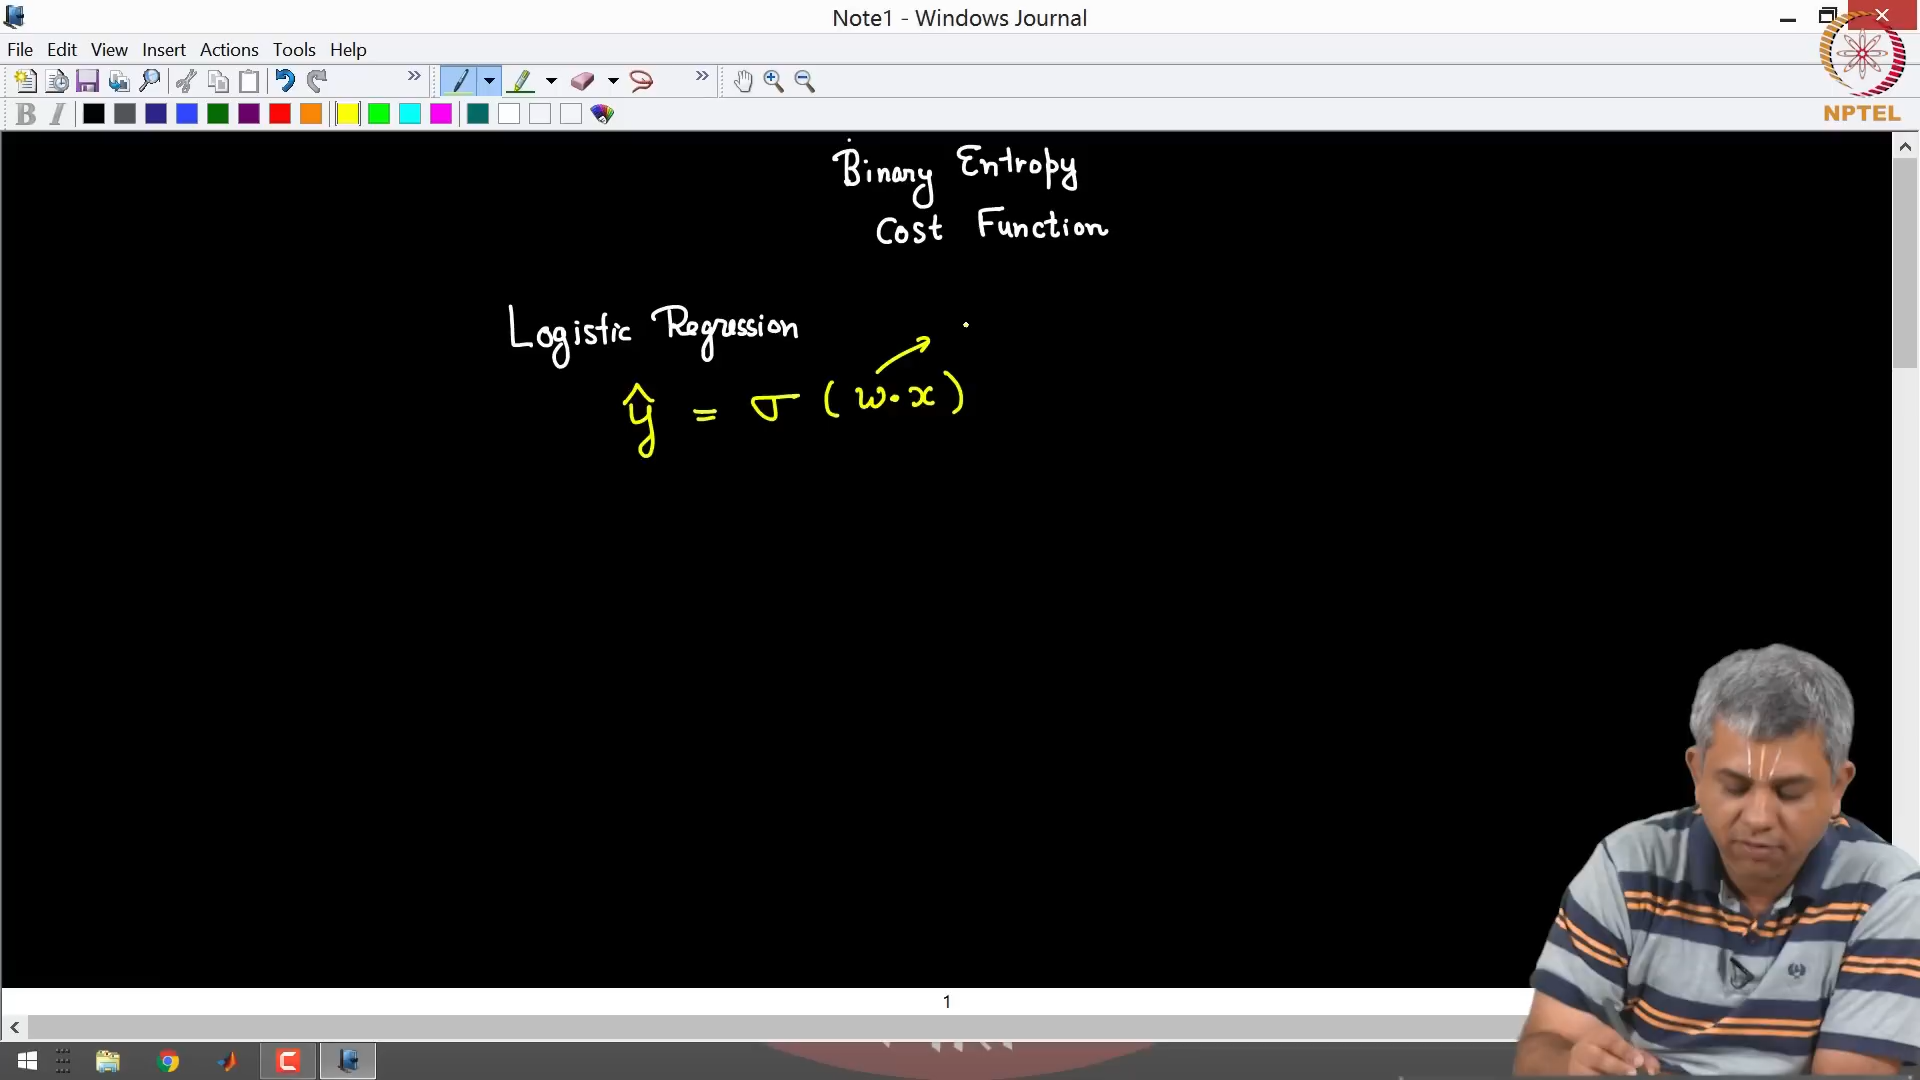 Note1 - Windows Journal
File Edit View Insert Actions Tools Help
B I
NPTEL
Binary Entropy
Cost Function
Logistic Regression
ŷ = σ (w·x)
1